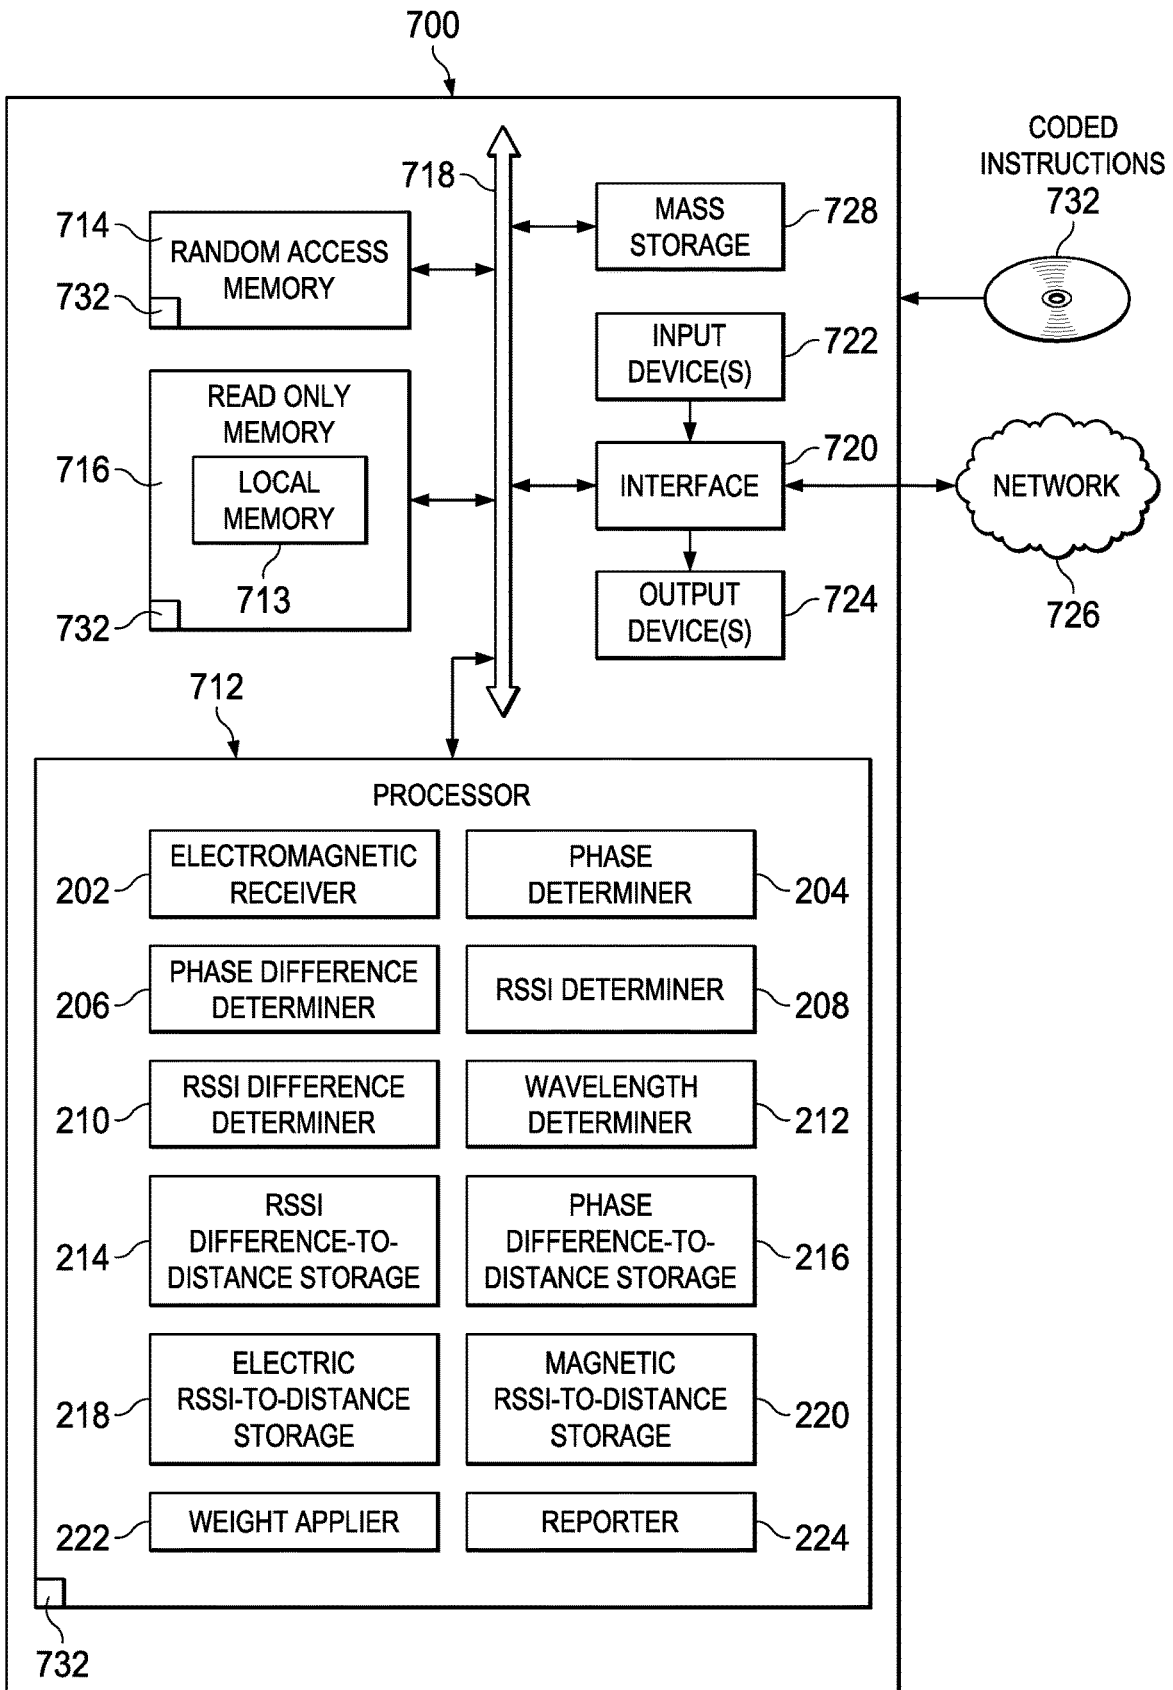 700
CODED
INSTRUCTIONS
732
718
714
RANDOM ACCESS
MEMORY
732
MASS
STORAGE
728
INPUT
DEVICE(S)
722
READ ONLY
MEMORY
716
LOCAL
MEMORY
713
732
INTERFACE
720
NETWORK
726
OUTPUT
DEVICE(S)
724
712
PROCESSOR
202
ELECTROMAGNETIC
RECEIVER
PHASE
DETERMINER
204
206
PHASE DIFFERENCE
DETERMINER
RSSI DETERMINER
208
210
RSSI DIFFERENCE
DETERMINER
WAVELENGTH
DETERMINER
212
214
RSSI
DIFFERENCE-TO-
DISTANCE STORAGE
PHASE
DIFFERENCE-TO-
DISTANCE STORAGE
216
218
ELECTRIC
RSSI-TO-DISTANCE
STORAGE
MAGNETIC
RSSI-TO-DISTANCE
STORAGE
220
222
WEIGHT APPLIER
REPORTER
224
732